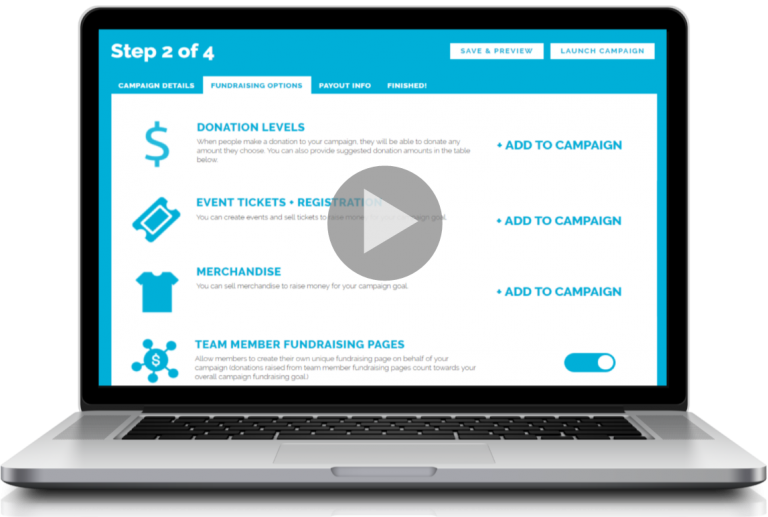 Step 2 of 4
SAVE & PREVIEW
LAUNCH CAMPAIGN
CAMPAIGN DETAILS
FUNDRAISING OPTIONS
PAYOUT INFO
FINISHED!
$
DONATION LEVELS
When people make a donation to your campaign, they will be able to donate any
amount they choose. You can also provide suggested donation amounts in the table
below.
+ ADD TO CAMPAIGN
EVENT TICKETS + REGISTRATION
You can create events and sell tickets to raise money for your campaign goal.
+ ADD TO CAMPAIGN
MERCHANDISE
You can sell merchandise to raise money for your campaign goal.
+ ADD TO CAMPAIGN
$
TEAM MEMBER FUNDRAISING PAGES
Allow members to create their own unique fundraising page on behalf of your
campaign (donations raised from team member fundraising pages count towards your
overall campaign fundraising goal.)